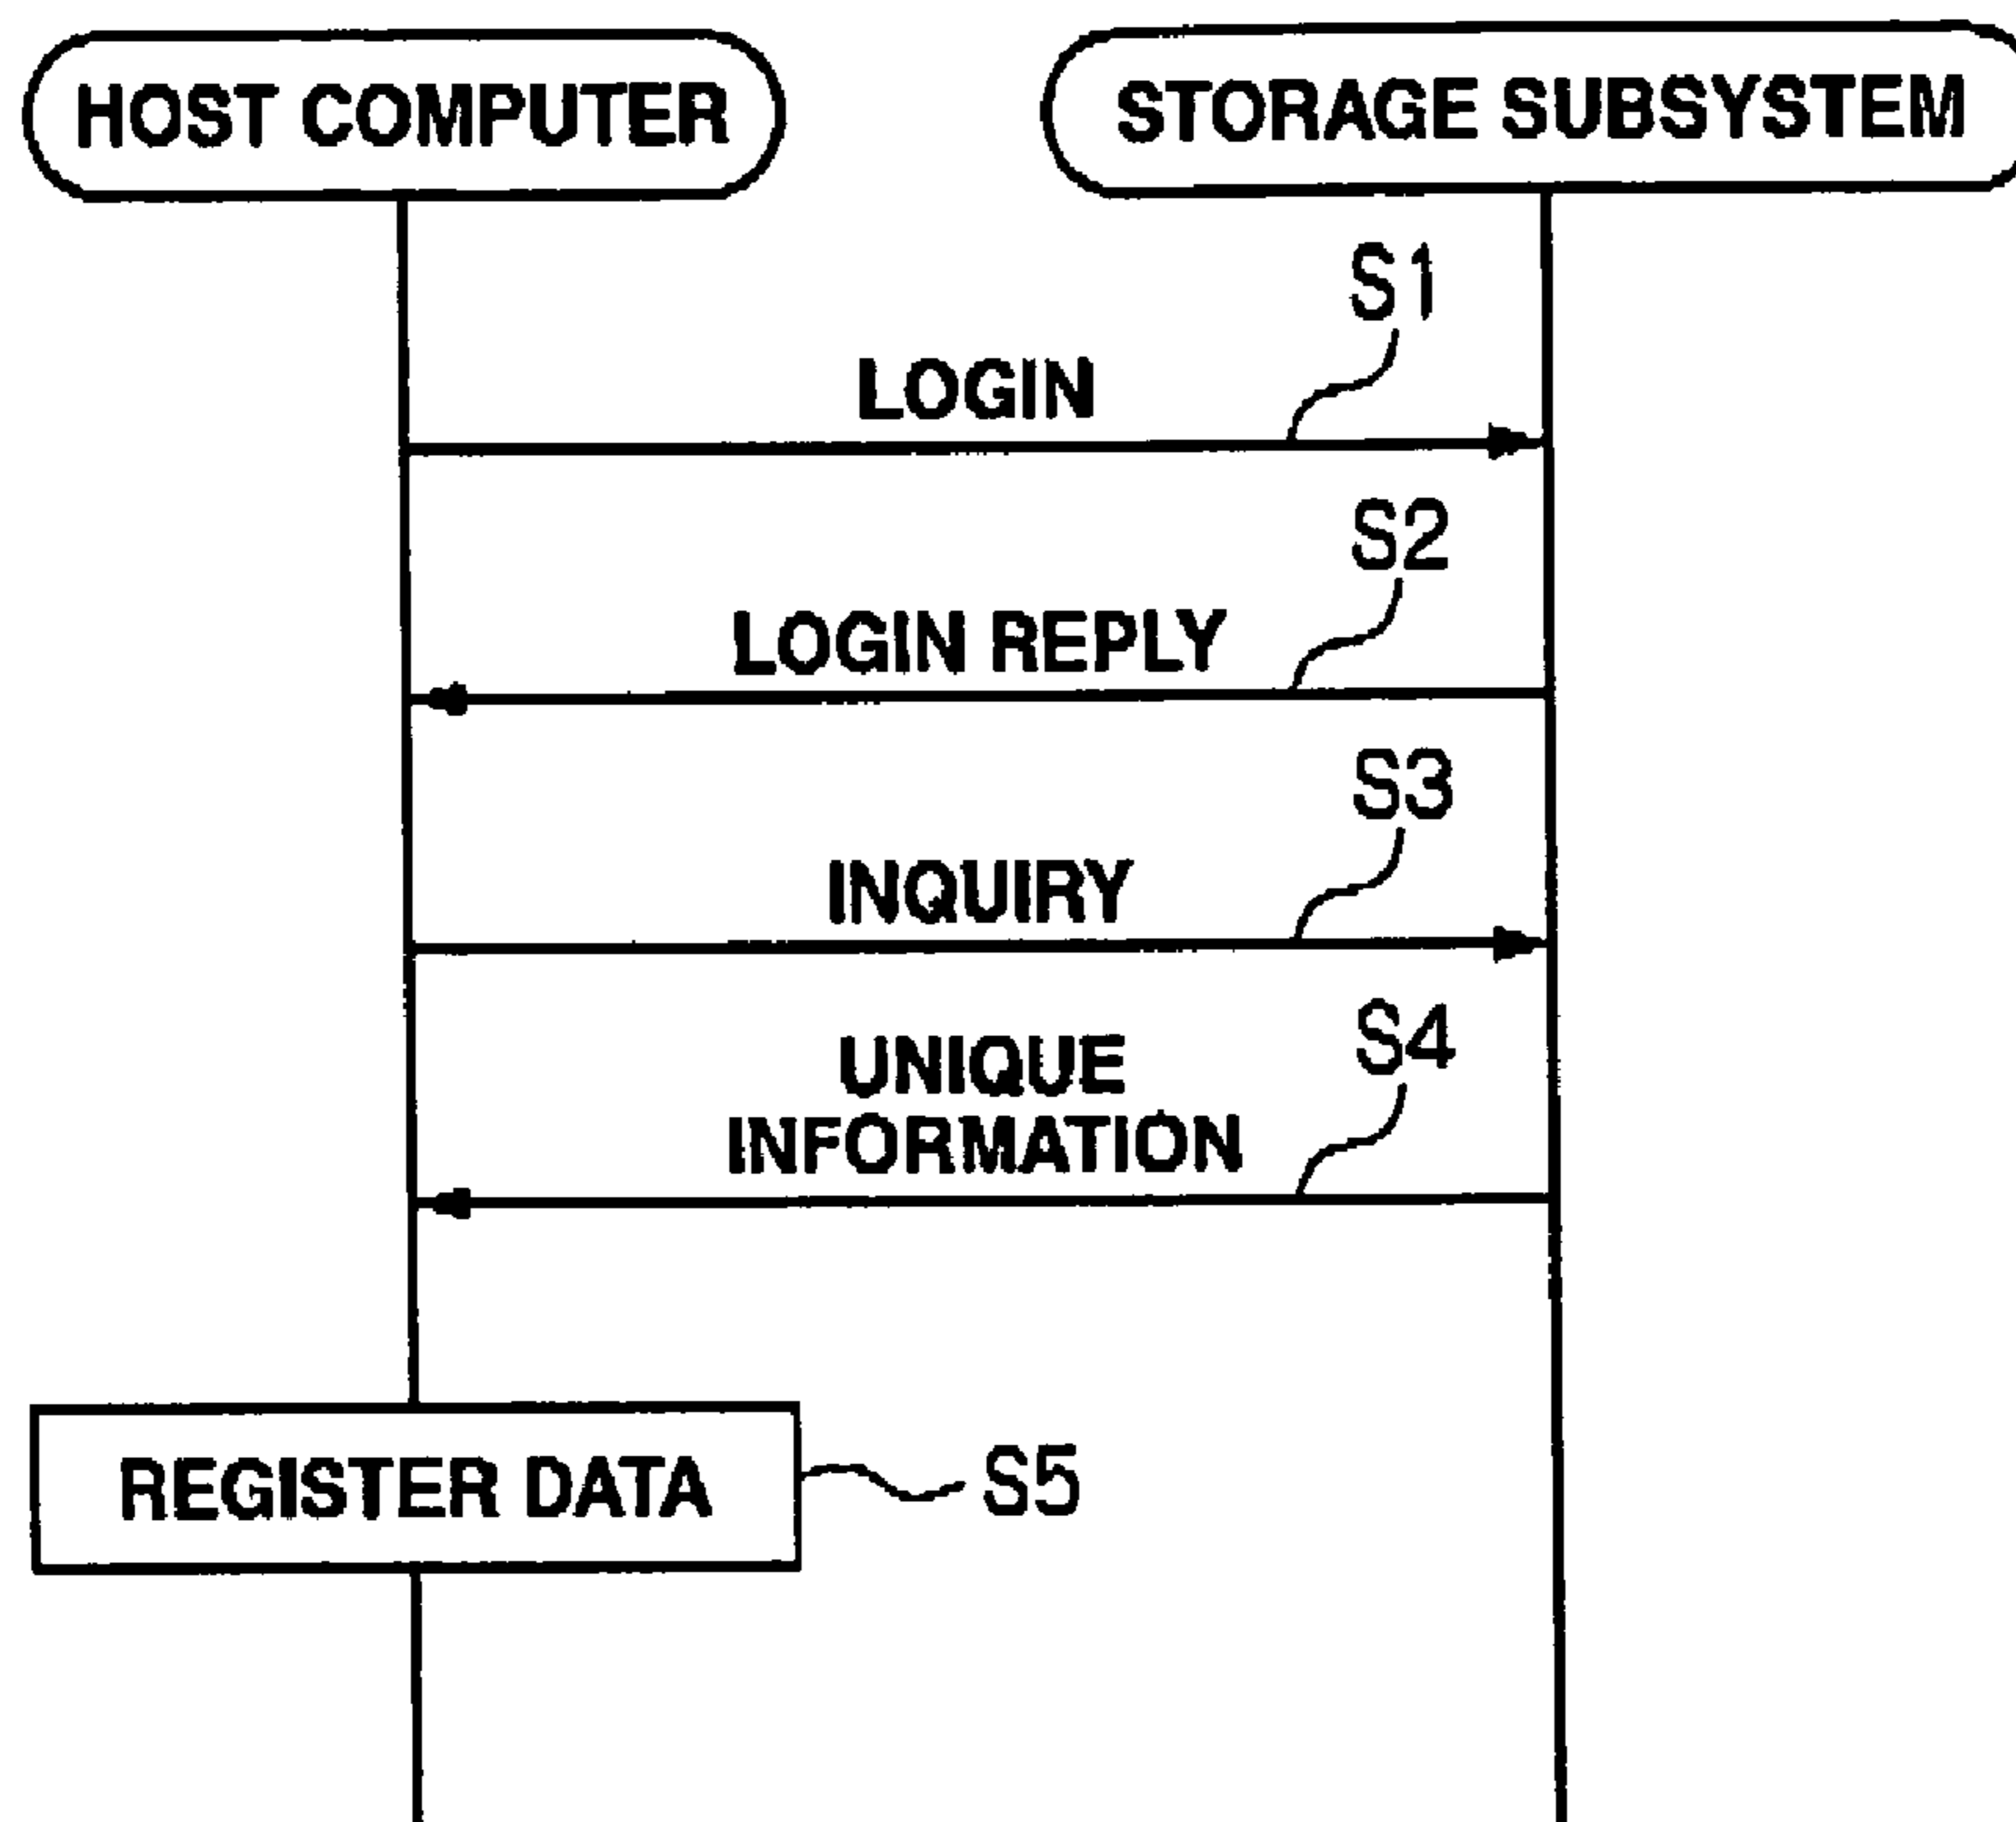 HOST COMPUTER
STORAGE SUBSYSTEM
S1
LOGIN
S2
LOGIN REPLY
S3
INQUIRY
S4
UNIQUE
INFORMATION
REGISTER DATA
S5